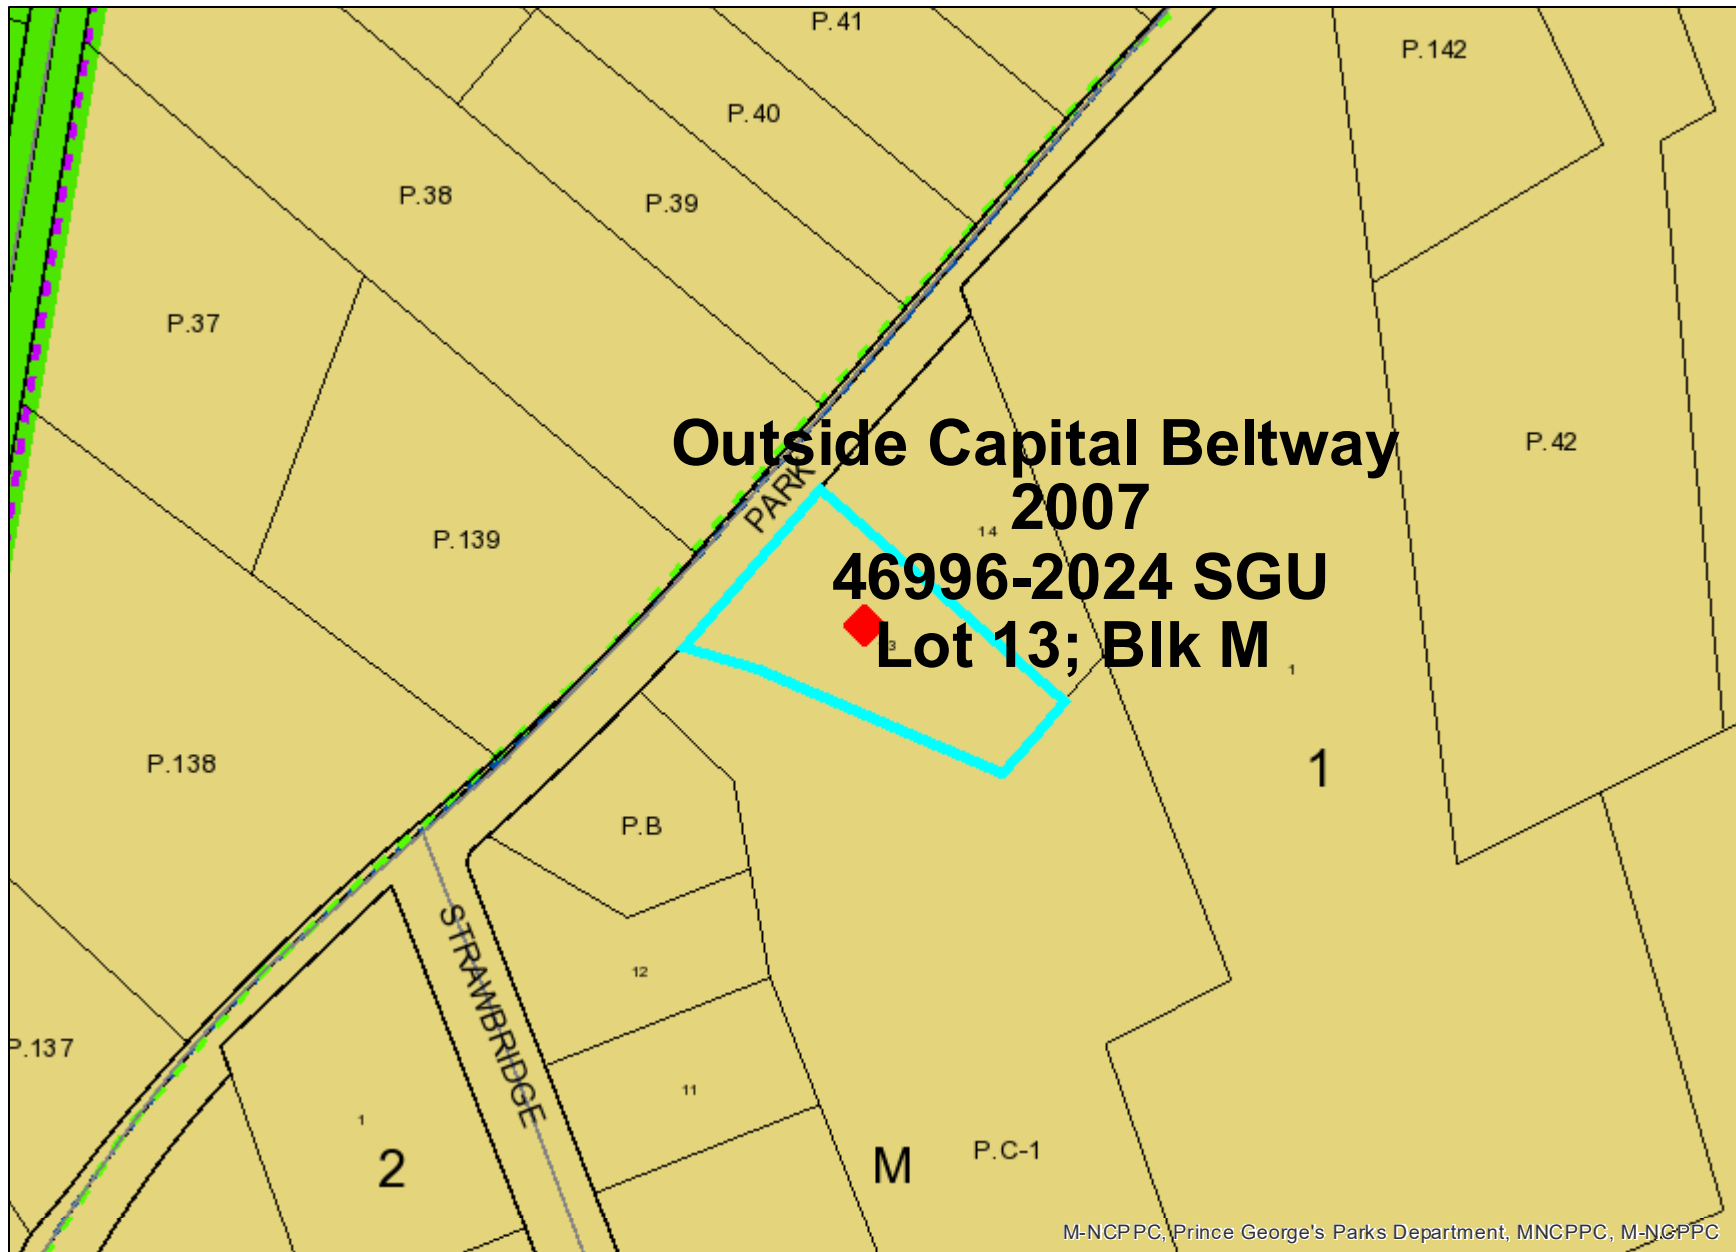 P.41
P.142
P.40
P.38
P.39
P.37
Outside Capital Beltway
2007
PARK
14
P.42
P.139
46996-2024 SGU
Lot 13; Blk M
3
1
P.138
1
P.B
STRAWBRIDGE
12
P.137
11
1
2
M
P.C-1
M-NCPPC, Prince George's Parks Department, MNCPPC, M-NCPPC